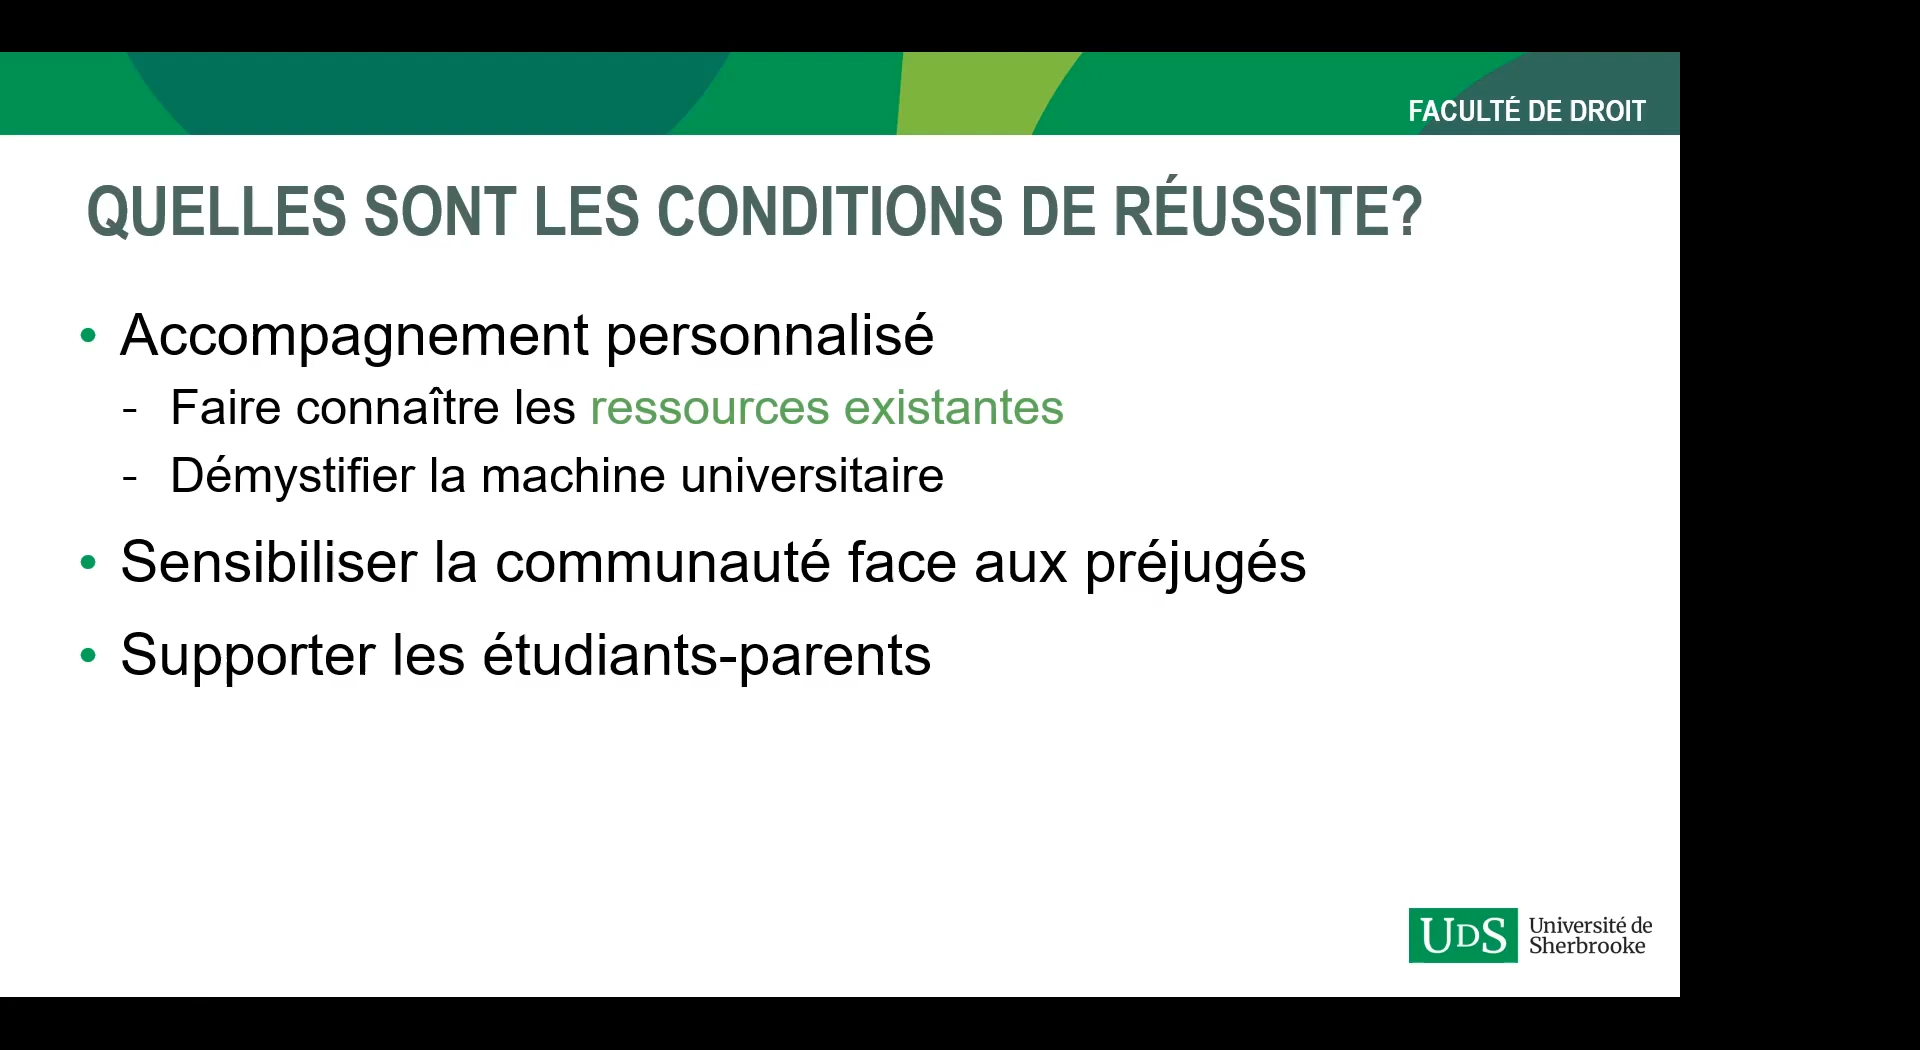 FACULTÉ DE DROIT
QUELLES SONT LES CONDITIONS DE RÉUSSITE?
• Accompagnement personnalisé
- Faire connaître les ressources existantes
- Démystifier la machine universitaire
• Sensibiliser la communauté face aux préjugés
• Supporter les étudiants-parents
UDS Université de
Sherbrooke